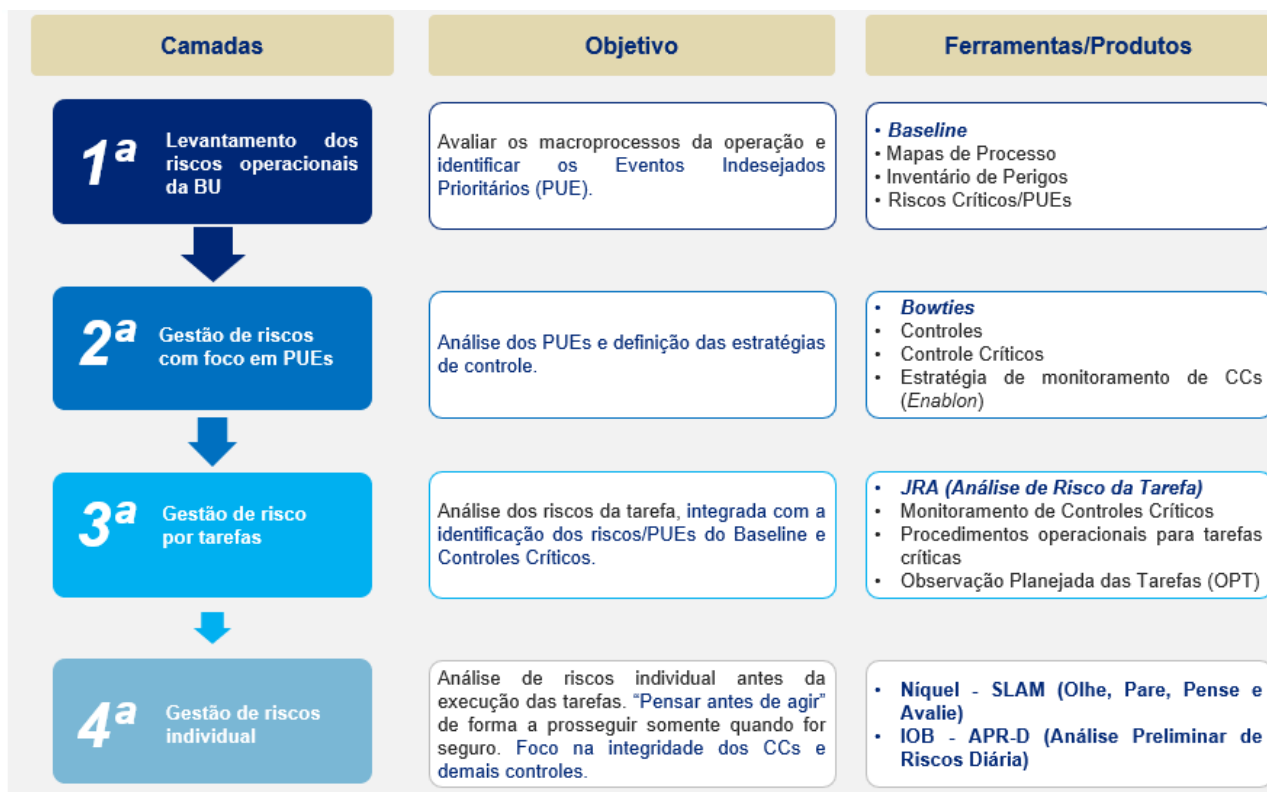 Camadas
Objetivo
Ferramentas/Produtos
1ª
Levantamento dos
riscos operacionais
da BU
Avaliar os macroprocessos da operação e
identificar os Eventos Indesejados
Prioritários (PUE).
• Baseline
• Mapas de Processo
• Inventário de Perigos
• Riscos Críticos/PUEs
2ª
Gestão de riscos
com foco em PUEs
Análise dos PUEs e definição das estratégias
de controle.
• Bowties
• Controles
• Controle Críticos
• Estratégia de monitoramento de CCs
(Enablon)
3ª
Gestão de risco
por tarefas
Análise dos riscos da tarefa, integrada com a
identificação dos riscos/PUEs do Baseline e
Controles Críticos.
• JRA (Análise de Risco da Tarefa)
• Monitoramento de Controles Críticos
• Procedimentos operacionais para tarefas
críticas
• Observação Planejada das Tarefas (OPT)
4ª
Gestão de riscos
individual
Análise de riscos individual antes da
execução das tarefas. “Pensar antes de agir”
de forma a prosseguir somente quando for
seguro. Foco na integridade dos CCs e
demais controles.
• Níquel - SLAM (Olhe, Pare, Pense e
Avalie)
• IOB - APR-D (Análise Preliminar de
Riscos Diária)